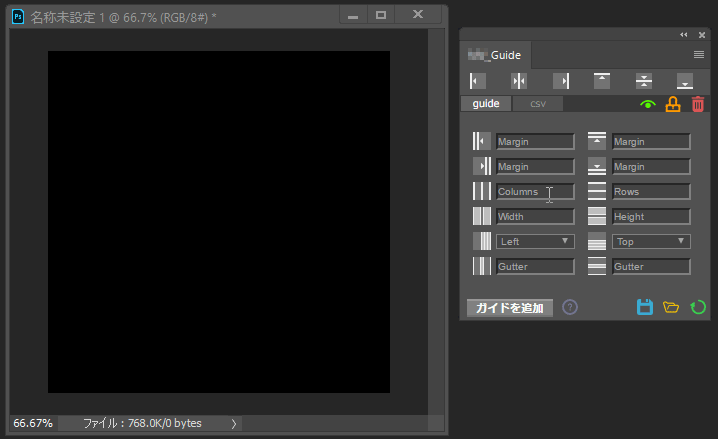 Ps 名称未設定 1 @ 66.7% (RGB/8#) *
_Guide
guide csv
Margin Margin
Margin Margin
Columns Rows
Width Height
Left Top
Gutter Gutter
ガイドを追加 ?
66.67% ファイル : 768.0K/0 bytes